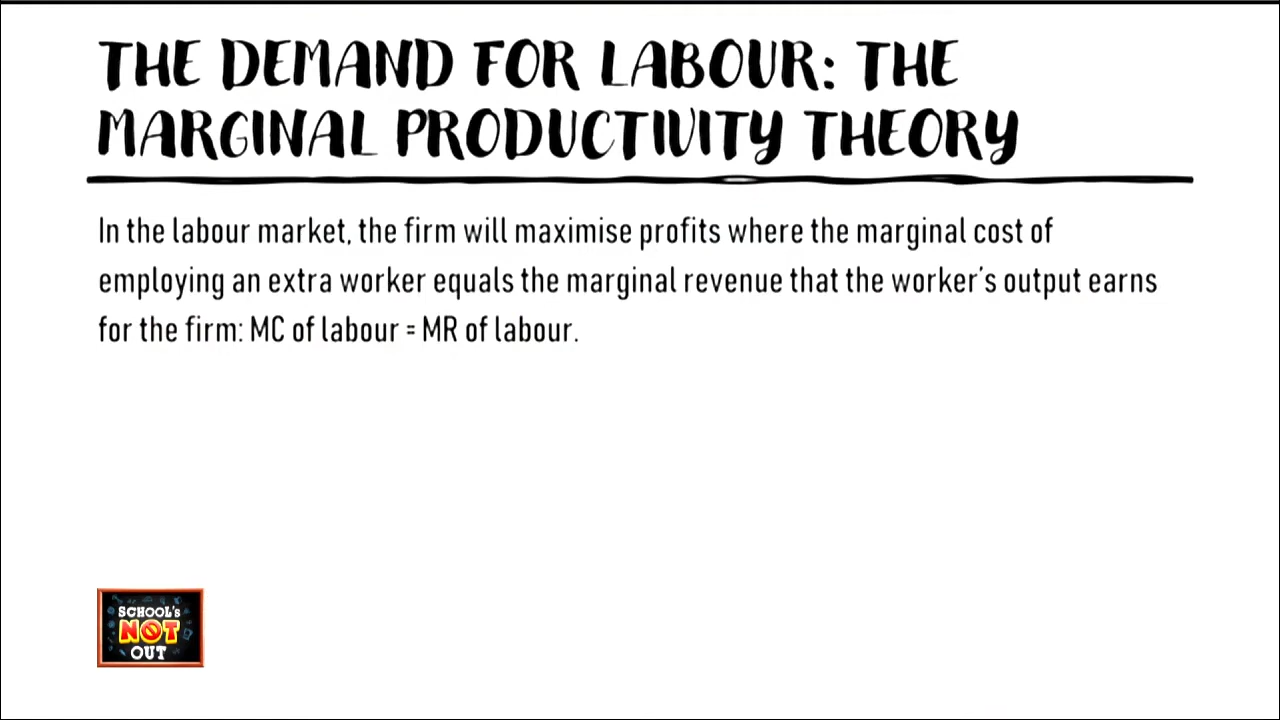 THE DEMAND FOR LABOUR: THE
MARGINAL PRODUCTIVITY THEORY
In the labour market, the firm will maximise profits where the marginal cost of
employing an extra worker equals the marginal revenue that the worker's output earns
for the firm: MC of labour = MR of labour.
SCHOOL'S
NOT
OUT